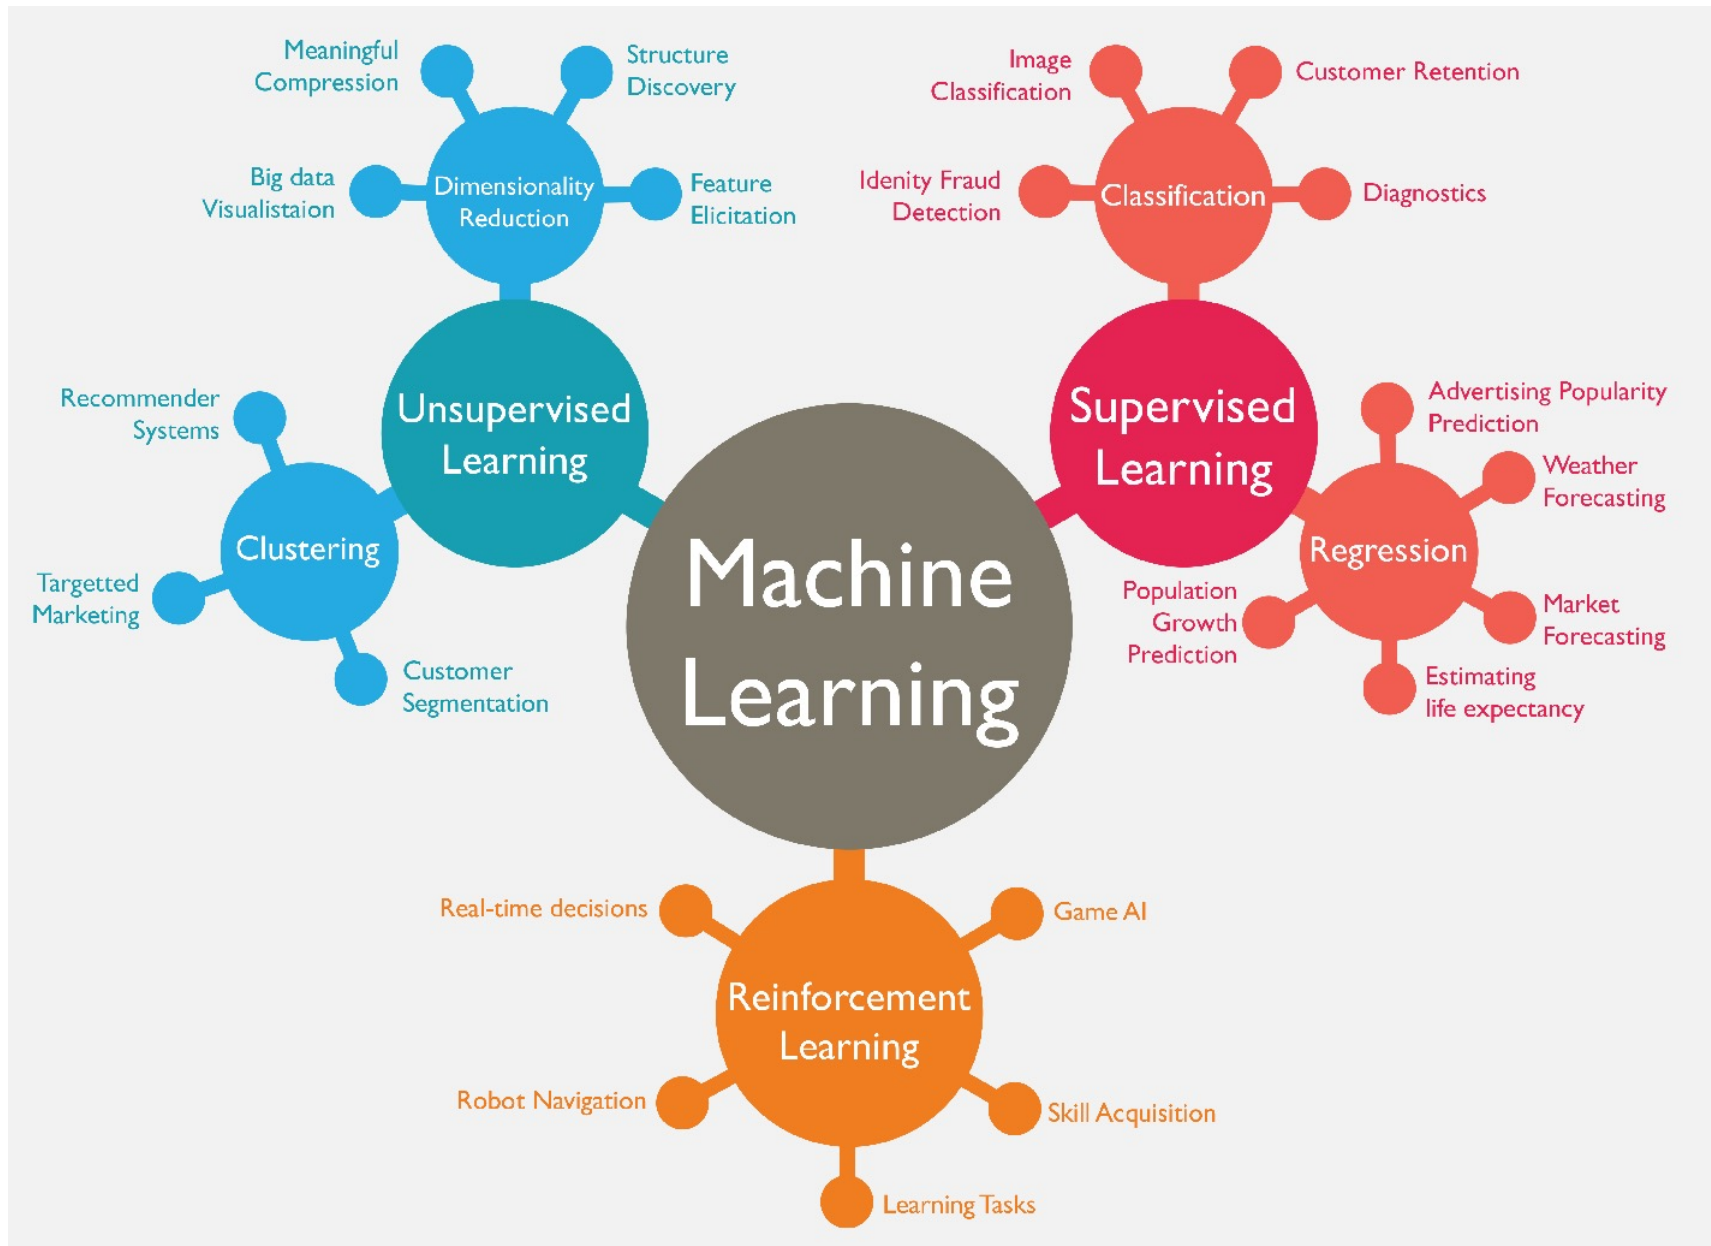 Meaningful
Compression
Structure
Discovery
Big data
Visualistaion
Dimensionality
Reduction
Feature
Elicitation
Image
Classification
Customer Retention
Idenity Fraud
Detection
Classification
Diagnostics
Unsupervised
Learning
Recommender
Systems
Clustering
Targetted
Marketing
Customer
Segmentation
Supervised
Learning
Advertising Popularity
Prediction
Weather
Forecasting
Regression
Population
Growth
Prediction
Market
Forecasting
Estimating
life expectancy
Machine
Learning
Real-time decisions
Game AI
Reinforcement
Learning
Robot Navigation
Skill Acquisition
Learning Tasks